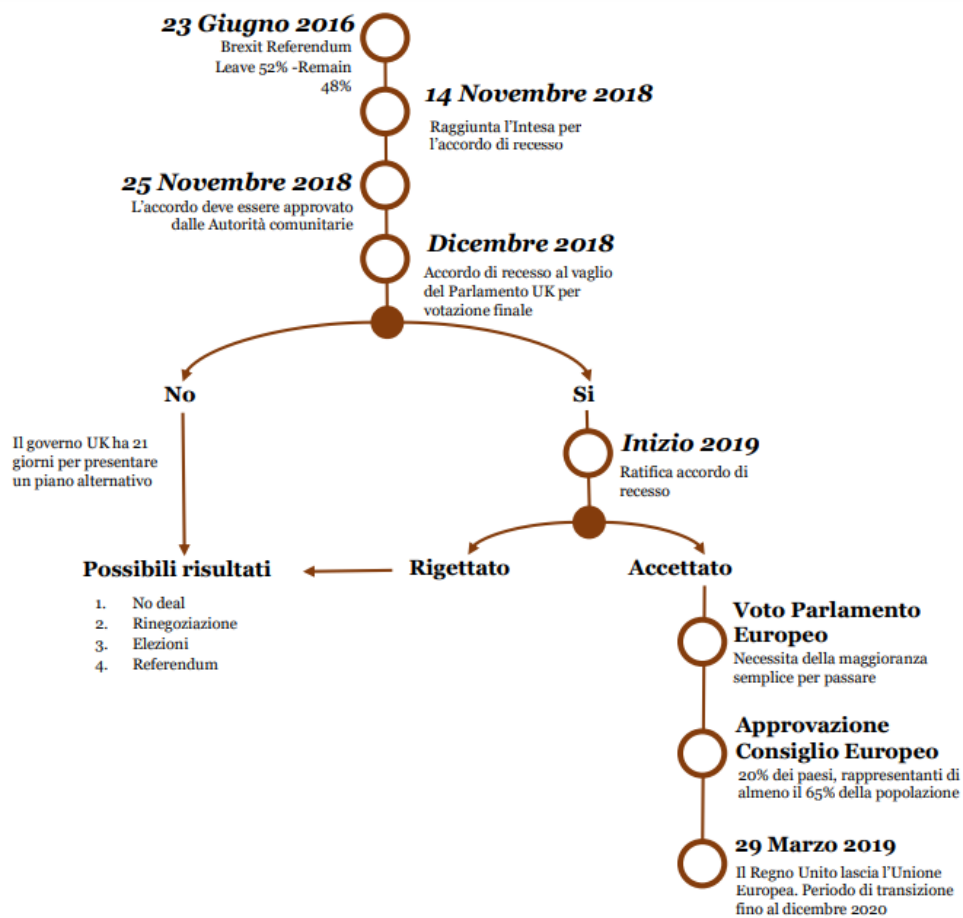 23 Giugno 2016
Brexit Referendum
Leave 52% -Remain
48%
14 Novembre 2018
Raggiunta l'Intesa per
l'accordo di recesso
25 Novembre 2018
L'accordo deve essere approvato
dalle Autorità comunitarie
Dicembre 2018
Accordo di recesso al vaglio
del Parlamento UK per
votazione finale
No
Si
Il governo UK ha 21
giorni per presentare
un piano alternativo
Inizio 2019
Ratifica accordo di
recesso
Possibili risultati
Rigettato
Accettato
1. No deal
2. Rinegoziazione
3. Elezioni
4. Referendum
Voto Parlamento
Europeo
Necessita della maggioranza
semplice per passare
Approvazione
Consiglio Europeo
20% dei paesi, rappresentanti di
almeno il 65% della popolazione
29 Marzo 2019
Il Regno Unito lascia l'Unione
Europea. Periodo di transizione
fino al dicembre 2020